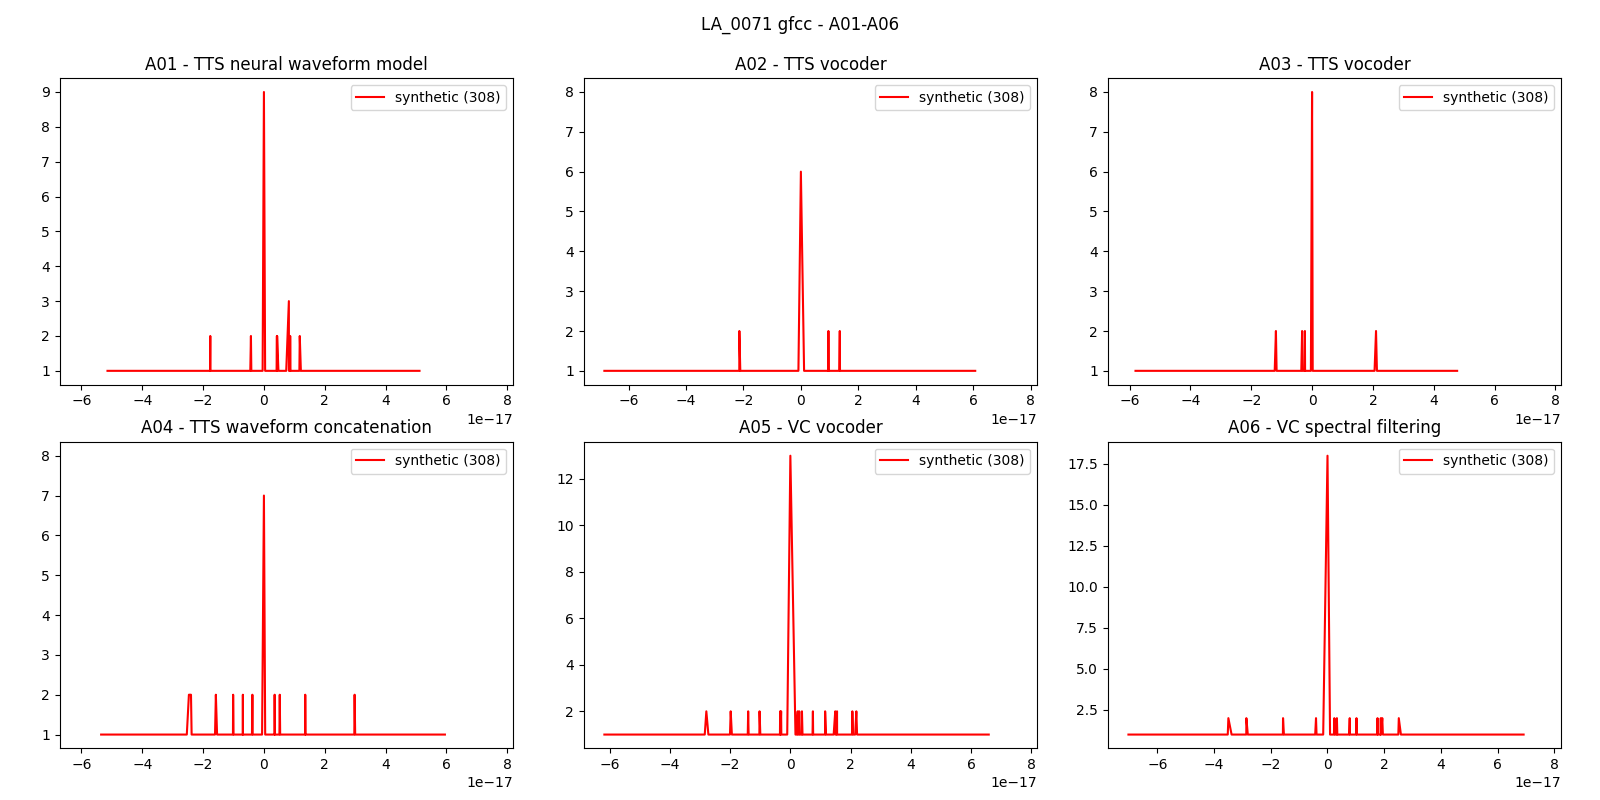 LA_0071 gfcc - A01-A06
A01 - TTS neural waveform model
synthetic (308)
9
8
7
6
5
4
3
2
1
−6 −4 −2 0 2 4 6 8
1e−17
A02 - TTS vocoder
synthetic (308)
8
7
6
5
4
3
2
1
−6 −4 −2 0 2 4 6 8
1e−17
A03 - TTS vocoder
synthetic (308)
8
7
6
5
4
3
2
1
−6 −4 −2 0 2 4 6 8
1e−17
A04 - TTS waveform concatenation
synthetic (308)
8
7
6
5
4
3
2
1
−6 −4 −2 0 2 4 6 8
1e−17
A05 - VC vocoder
synthetic (308)
12
10
8
6
4
2
−6 −4 −2 0 2 4 6 8
1e−17
A06 - VC spectral filtering
synthetic (308)
17.5
15.0
12.5
10.0
7.5
5.0
2.5
−6 −4 −2 0 2 4 6 8
1e−17